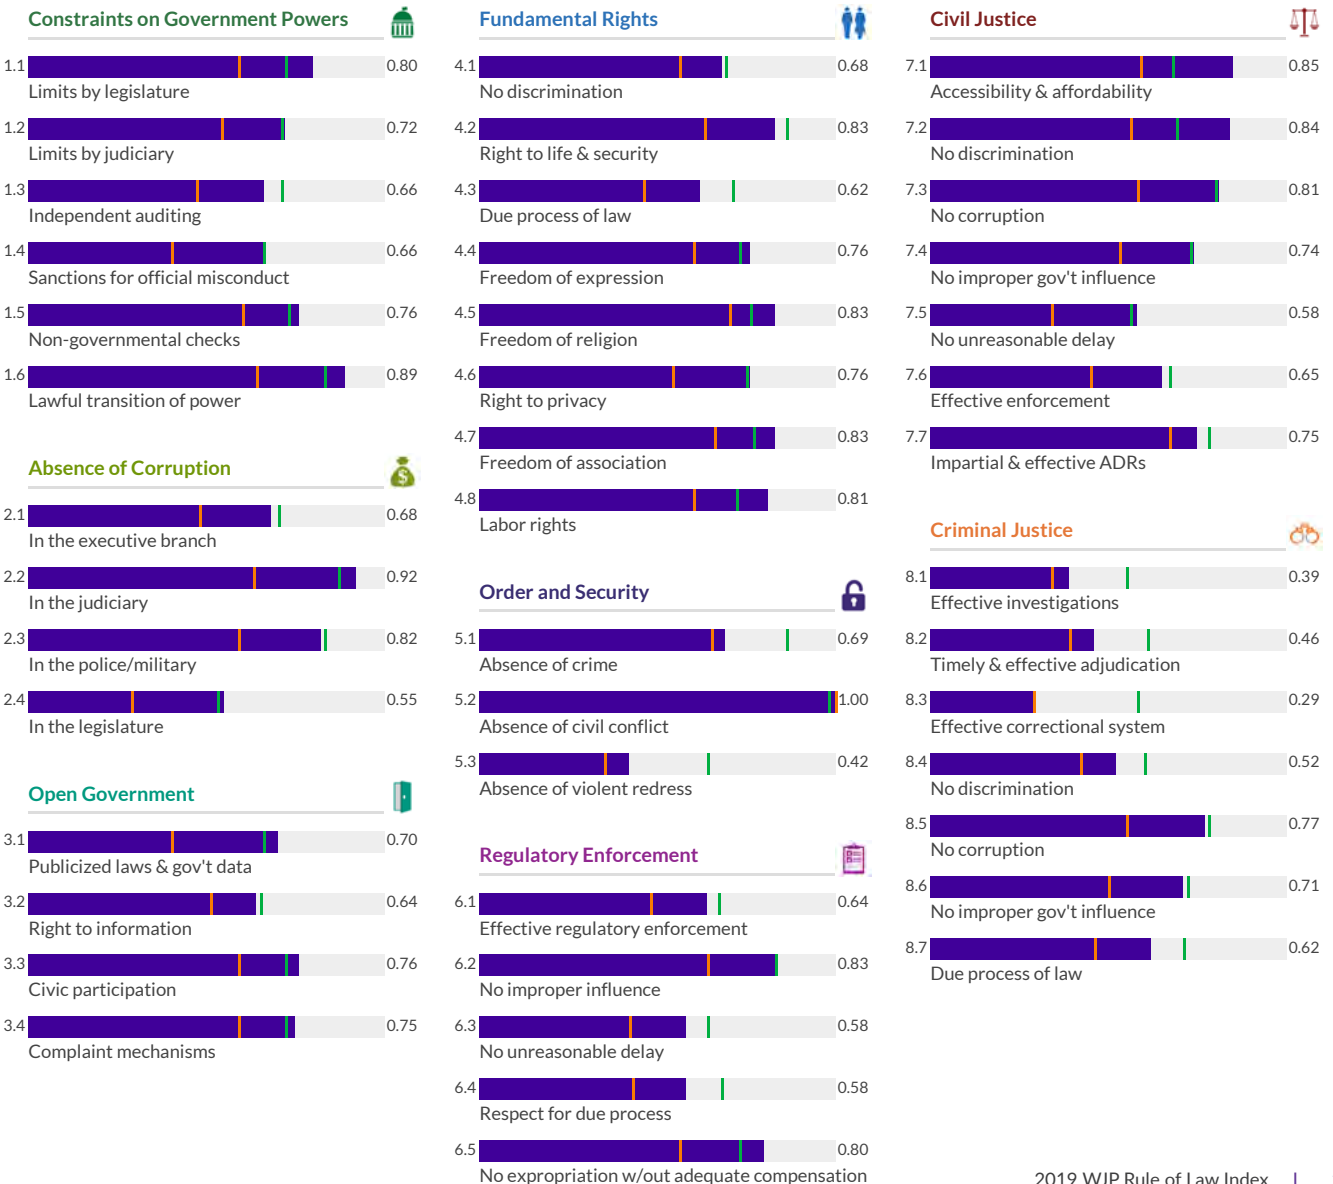 Constraints on Government Powers
1.1 0.80
Limits by legislature
1.2 0.72
Limits by judiciary
1.3 0.66
Independent auditing
1.4 0.66
Sanctions for official misconduct
1.5 0.76
Non-governmental checks
1.6 0.89
Lawful transition of power
Absence of Corruption
$
2.1 0.68
In the executive branch
2.2 0.92
In the judiciary
2.3 0.82
In the police/military
2.4 0.55
In the legislature
Open Government
3.1 0.70
Publicized laws & gov't data
3.2 0.64
Right to information
3.3 0.76
Civic participation
3.4 0.75
Complaint mechanisms
Fundamental Rights
4.1 0.68
No discrimination
4.2 0.83
Right to life & security
4.3 0.62
Due process of law
4.4 0.76
Freedom of expression
4.5 0.83
Freedom of religion
4.6 0.76
Right to privacy
4.7 0.83
Freedom of association
4.8 0.81
Labor rights
Order and Security
5.1 0.69
Absence of crime
5.2 1.00
Absence of civil conflict
5.3 0.42
Absence of violent redress
Regulatory Enforcement
6.1 0.64
Effective regulatory enforcement
6.2 0.83
No improper influence
6.3 0.58
No unreasonable delay
6.4 0.58
Respect for due process
6.5 0.80
No expropriation w/out adequate compensation
Civil Justice
7.1 0.85
Accessibility & affordability
7.2 0.84
No discrimination
7.3 0.81
No corruption
7.4 0.74
No improper gov't influence
7.5 0.58
No unreasonable delay
7.6 0.65
Effective enforcement
7.7 0.75
Impartial & effective ADRs
Criminal Justice
8.1 0.39
Effective investigations
8.2 0.46
Timely & effective adjudication
8.3 0.29
Effective correctional system
8.4 0.52
No discrimination
8.5 0.77
No corruption
8.6 0.71
No improper gov't influence
8.7 0.62
Due process of law
2019 WJP Rule of Law Index |